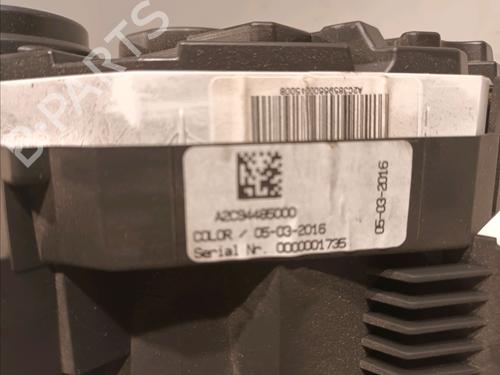 B-PARTS
A2C94485000
COLOR / 05-03-2016
Serial Nr. 0000001735
05-03-2016